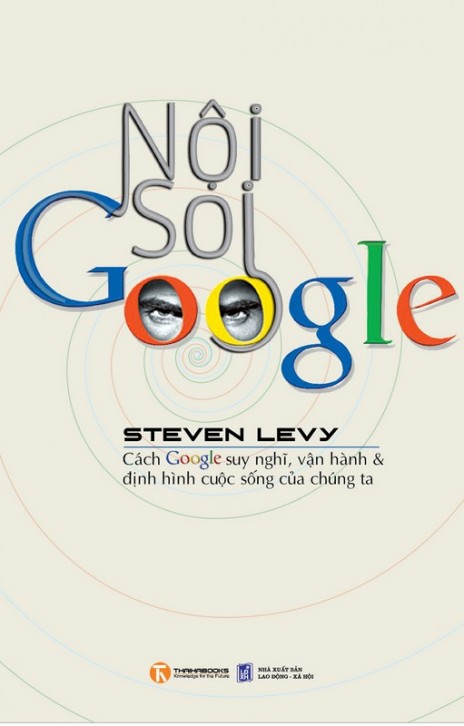 Nội
Soi
Google
STEVEN LEVY
Cách Google suy nghĩ, vận hành &
định hình cuộc sống của chúng ta
THAIHABOOKS
Knowledge for the Future
NHÀ XUẤT BẢN
LAO ĐỘNG - XÃ HỘI